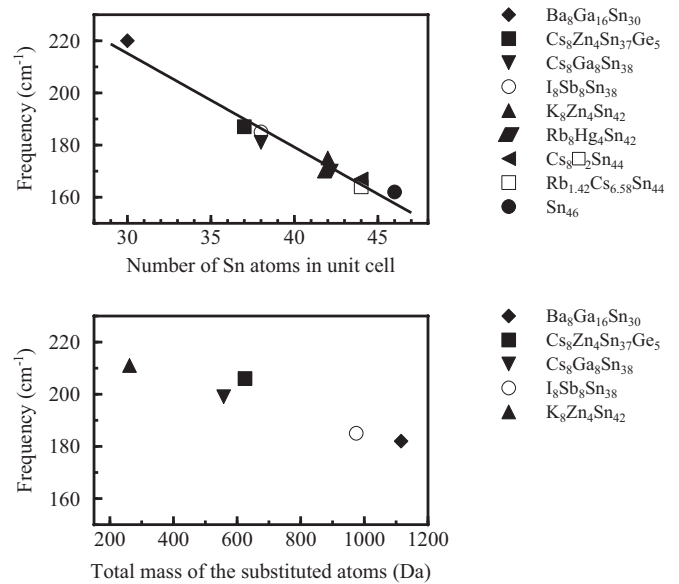 220
200
180
160
Frequency (cm⁻¹)
30 35 40 45
Number of Sn atoms in unit cell
Ba₈Ga₁₆Sn₃₀
Cs₈Zn₄Sn₃₇Ge₅
Cs₈Ga₈Sn₃₈
I₈Sb₈Sn₃₈
K₈Zn₄Sn₄₂
Rb₈Hg₄Sn₄₂
Cs₈□₂Sn₄₄
Rb₁.₄₂Cs₆.₅₈Sn₄₄
Sn₄₆
220
200
180
160
Frequency (cm⁻¹)
200 400 600 800 1000 1200
Total mass of the substituted atoms (Da)
Ba₈Ga₁₆Sn₃₀
Cs₈Zn₄Sn₃₇Ge₅
Cs₈Ga₈Sn₃₈
I₈Sb₈Sn₃₈
K₈Zn₄Sn₄₂